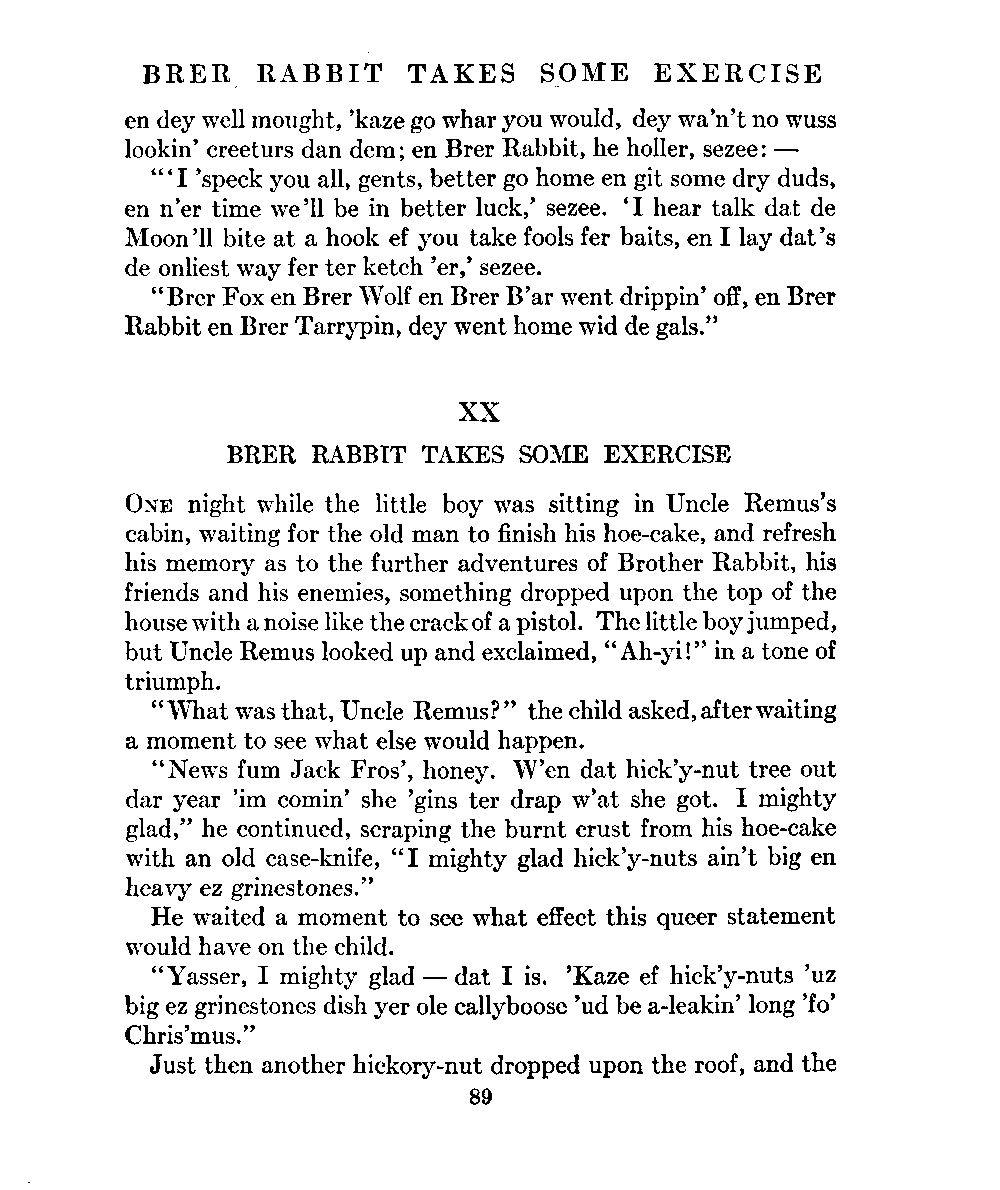 BRER RABBIT TAKES SOME EXERCISE
en dey well mought, 'kaze go whar you would, dey wa'n't no wuss
lookin' creeturs dan dem; en Brer Rabbit, he holler, sezee: —
"'I 'speck you all, gents, better go home en git some dry duds,
en n'er time we'll be in better luck,' sezee. 'I hear talk dat de
Moon'll bite at a hook ef you take fools fer baits, en I lay dat's
de onliest way fer ter ketch 'er,' sezee.
"Brer Fox en Brer Wolf en Brer B'ar went drippin' off, en Brer
Rabbit en Brer Tarrypin, dey went home wid de gals."
XX
BRER RABBIT TAKES SOME EXERCISE
ONE night while the little boy was sitting in Uncle Remus's
cabin, waiting for the old man to finish his hoe-cake, and refresh
his memory as to the further adventures of Brother Rabbit, his
friends and his enemies, something dropped upon the top of the
house with a noise like the crack of a pistol. The little boy jumped,
but Uncle Remus looked up and exclaimed, "Ah-yi!" in a tone of
triumph.
"What was that, Uncle Remus?" the child asked, after waiting
a moment to see what else would happen.
"News fum Jack Fros', honey. W'en dat hick'y-nut tree out
dar year 'im comin' she 'gins ter drap w'at she got. I mighty
glad," he continued, scraping the burnt crust from his hoe-cake
with an old case-knife, "I mighty glad hick'y-nuts ain't big en
heavy ez grinestones."
He waited a moment to see what effect this queer statement
would have on the child.
"Yasser, I mighty glad — dat I is. 'Kaze ef hick'y-nuts 'uz
big ez grinestones dish yer ole callyboose 'ud be a-leakin' long 'fo'
Chris'mus."
Just then another hickory-nut dropped upon the roof, and the
89